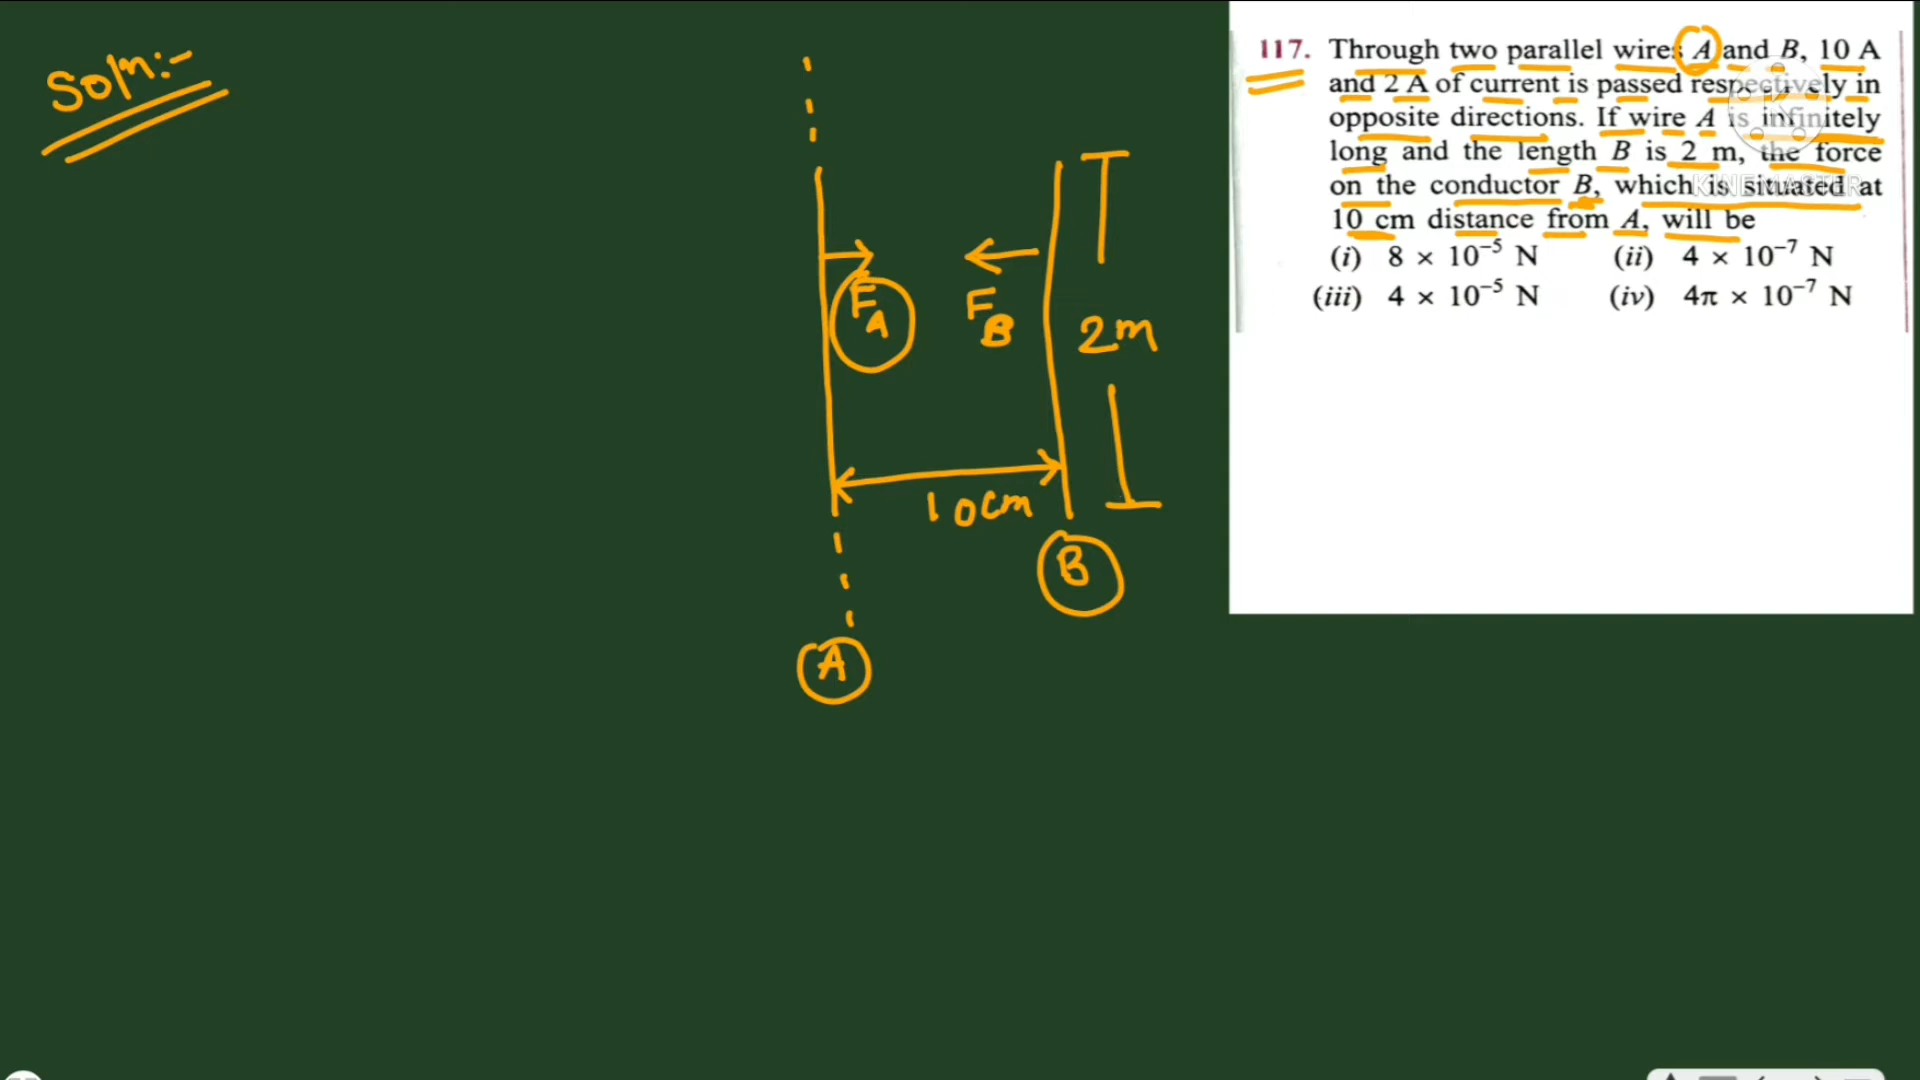 Soln:-
117. Through two parallel wires A and B, 10 A
and 2 A of current is passed respectively in
opposite directions. If wire A is infinitely
long and the length B is 2 m, the force
on the conductor B, which is situated at
10 cm distance from A, will be
(i) 8 × 10⁻⁵ N (ii) 4 × 10⁻⁷ N
(iii) 4 × 10⁻⁵ N (iv) 4π × 10⁻⁷ N
KINEMASTER
F_A
F_B
2m
10cm
B
A